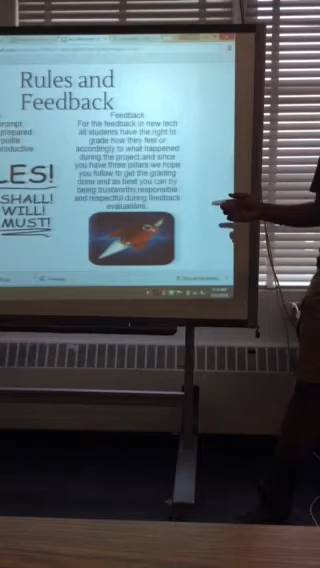 Rules and
Feedback
prompt
prepared
polite
productive
LES!
SHALL!
WILL!
MUST!
Feedback
For the feedback in new tech
all students have the right to
grade how they feel or
accordingly to what happened
during the project,and since
you have three pillars we hope
you follow to get the grading
done and as best you can by
being trustworthy,responsible
and respectful during feedback
evaluations.